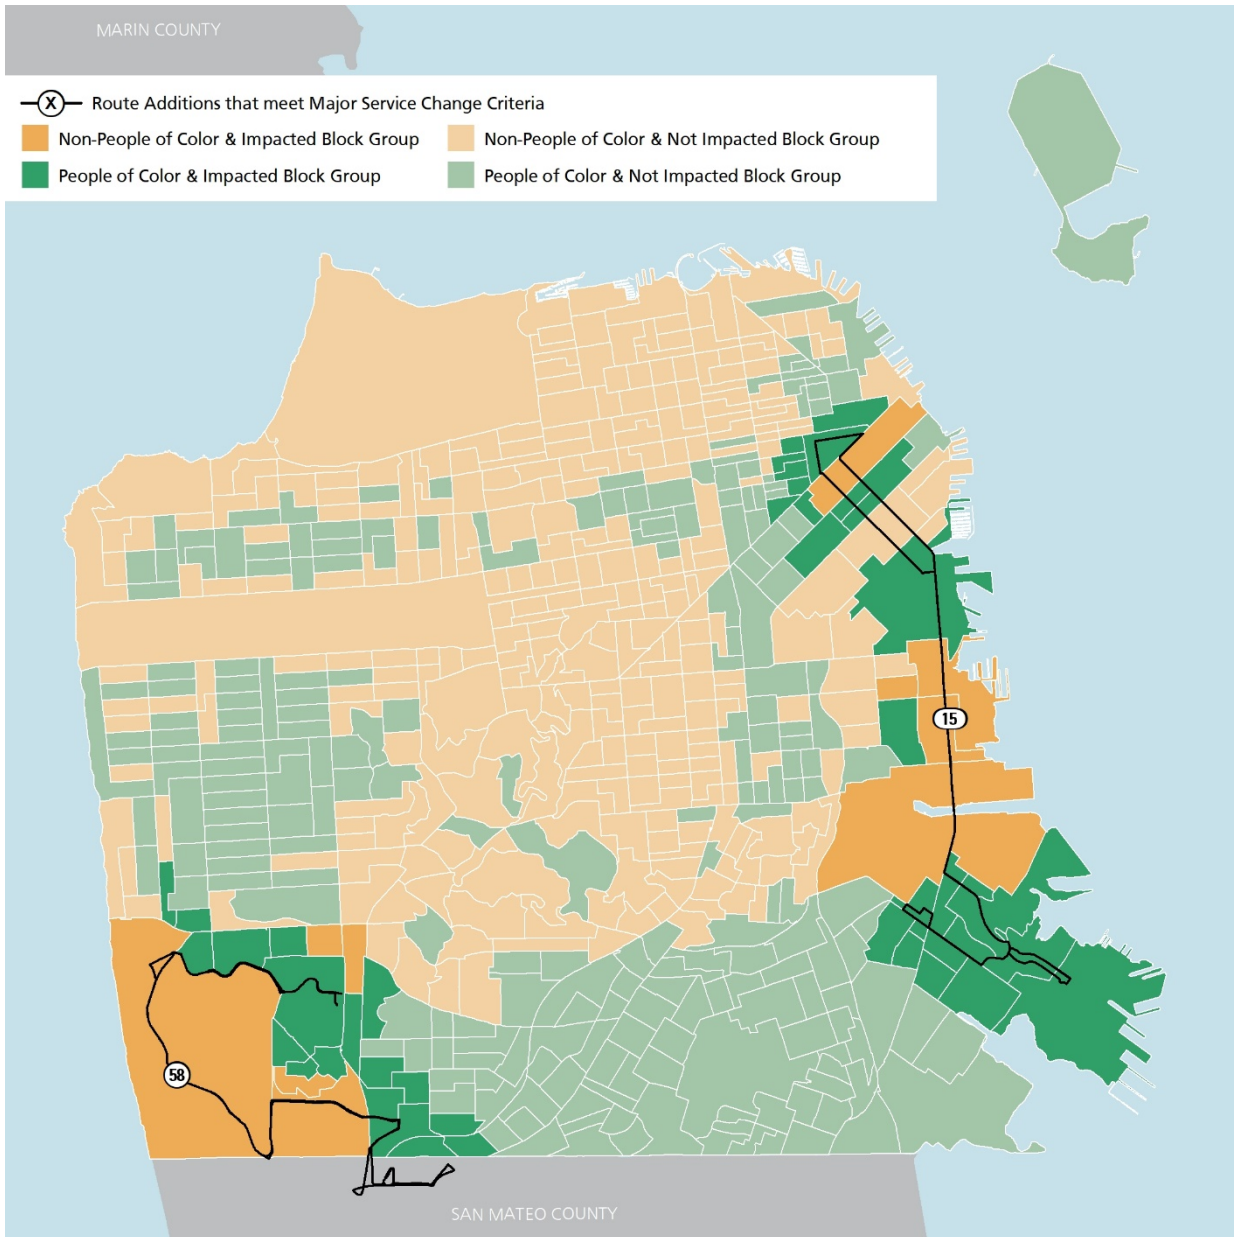 MARIN COUNTY
X Route Additions that meet Major Service Change Criteria
Non-People of Color & Impacted Block Group
Non-People of Color & Not Impacted Block Group
People of Color & Impacted Block Group
People of Color & Not Impacted Block Group
15
58
SAN MATEO COUNTY